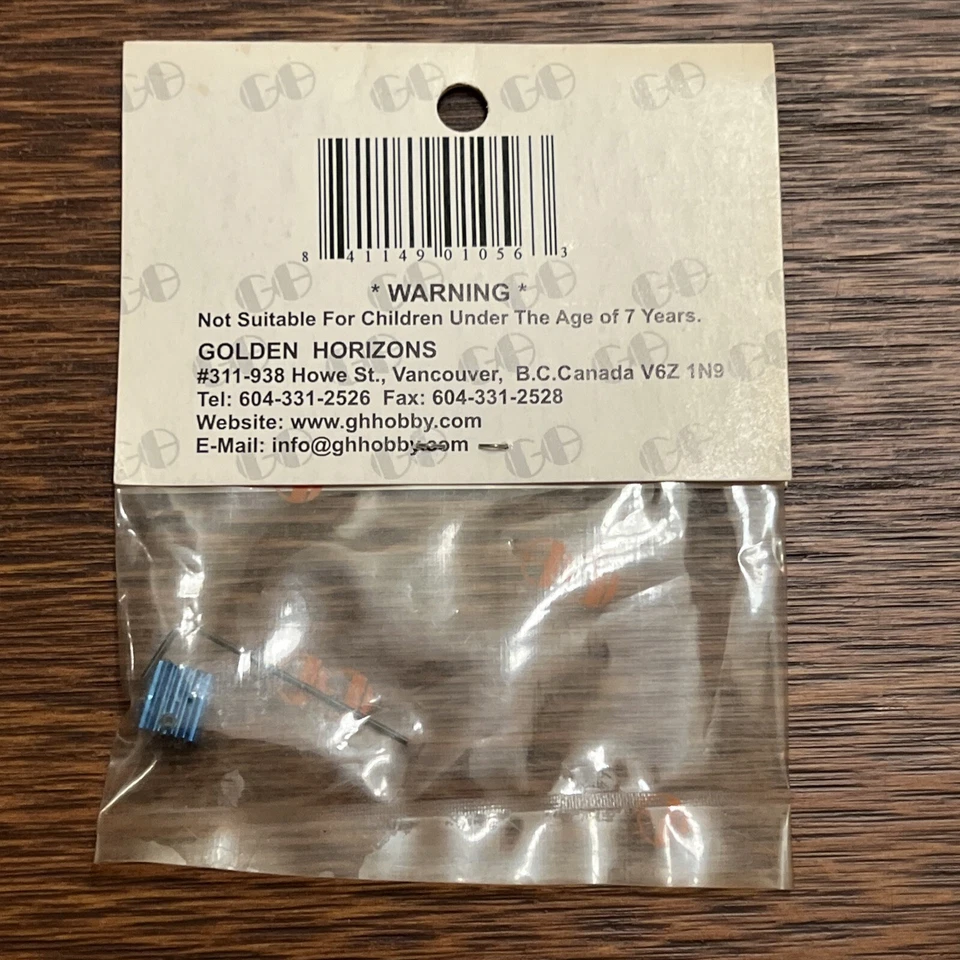 8 41149 01056 3
* WARNING *
Not Suitable For Children Under The Age of 7 Years.
GOLDEN HORIZONS
#311-938 Howe St., Vancouver, B.C.Canada V6Z 1N9
Tel: 604-331-2526 Fax: 604-331-2528
Website: www.ghhobby.com
E-Mail: info@ghhobby.com